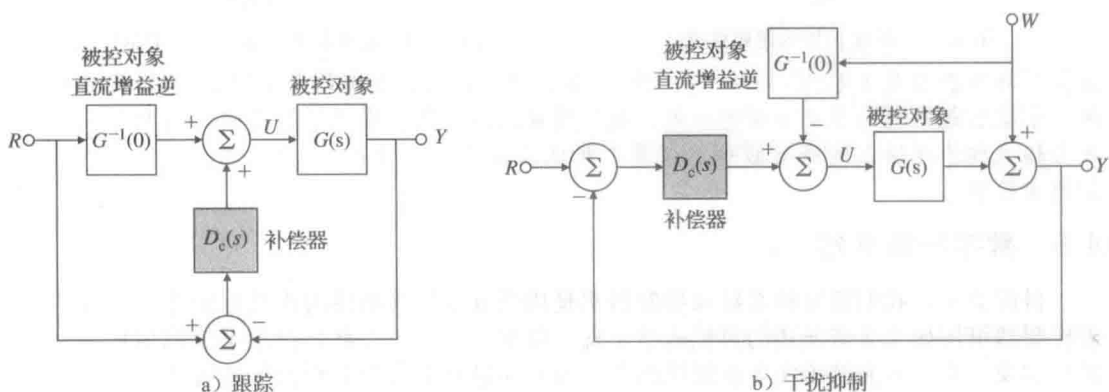 被控对象
直流增益逆
被控对象
R
G⁻¹(0)
+
Σ
U
G(s)
Y
+
D_c(s)
补偿器
+
Σ
−
a）跟踪
W
被控对象
直流增益逆
G⁻¹(0)
被控对象
−
+
R
Σ
D_c(s)
+
Σ
U
G(s)
Σ
Y
−
补偿器
b）干扰抑制